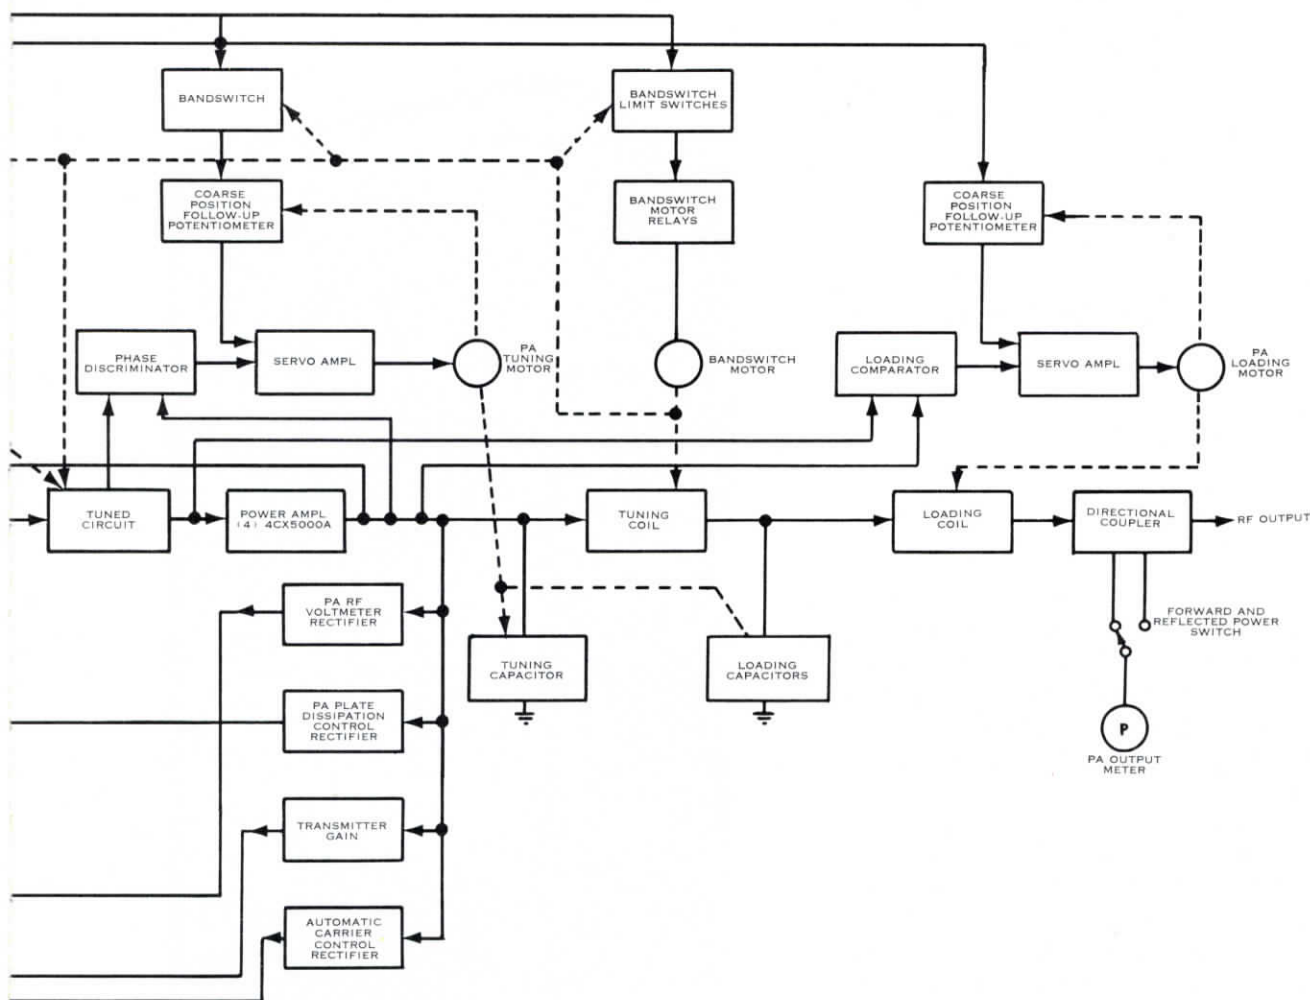 BANDSWITCH
BANDSWITCH
LIMIT SWITCHES
COARSE
POSITION
FOLLOW-UP
POTENTIOMETER
BANDSWITCH
MOTOR
RELAYS
COARSE
POSITION
FOLLOW-UP
POTENTIOMETER
PHASE
DISCRIMINATOR
SERVO AMPL
PA
TUNING
MOTOR
BANDSWITCH
MOTOR
LOADING
COMPARATOR
SERVO AMPL
PA
LOADING
MOTOR
TUNED
CIRCUIT
POWER AMPL
(4) 4CX5000A
TUNING
COIL
LOADING
COIL
DIRECTIONAL
COUPLER
RF OUTPUT
PA RF
VOLTMETER
RECTIFIER
FORWARD AND
REFLECTED POWER
SWITCH
TUNING
CAPACITOR
LOADING
CAPACITORS
PA PLATE
DISSIPATION
CONTROL
RECTIFIER
P
PA OUTPUT
METER
TRANSMITTER
GAIN
AUTOMATIC
CARRIER
CONTROL
RECTIFIER